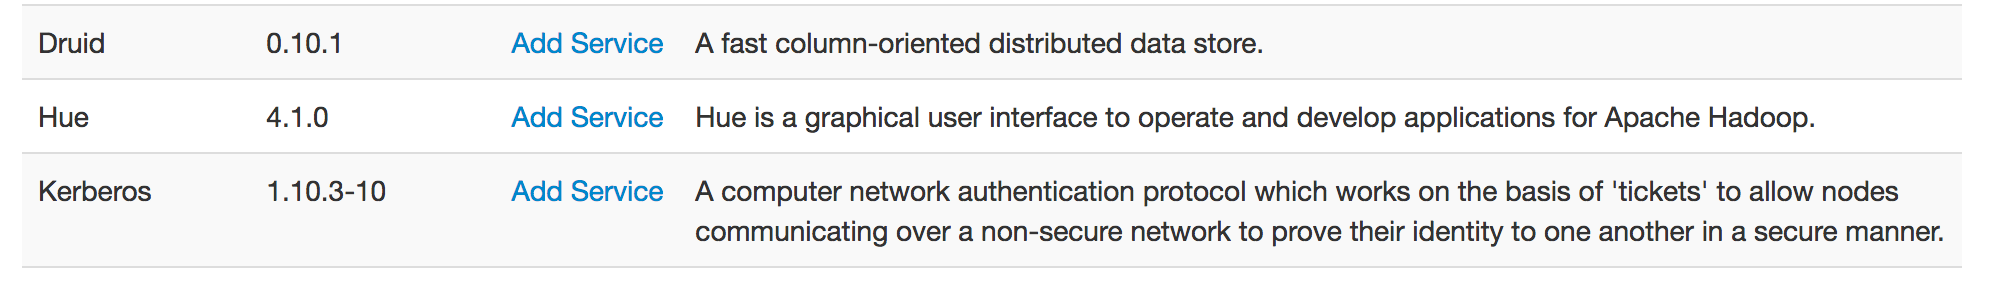 Druid 0.10.1 Add Service A fast column-oriented distributed data store.
Hue 4.1.0 Add Service Hue is a graphical user interface to operate and develop applications for Apache Hadoop.
Kerberos 1.10.3-10 Add Service A computer network authentication protocol which works on the basis of 'tickets' to allow nodes
communicating over a non-secure network to prove their identity to one another in a secure manner.